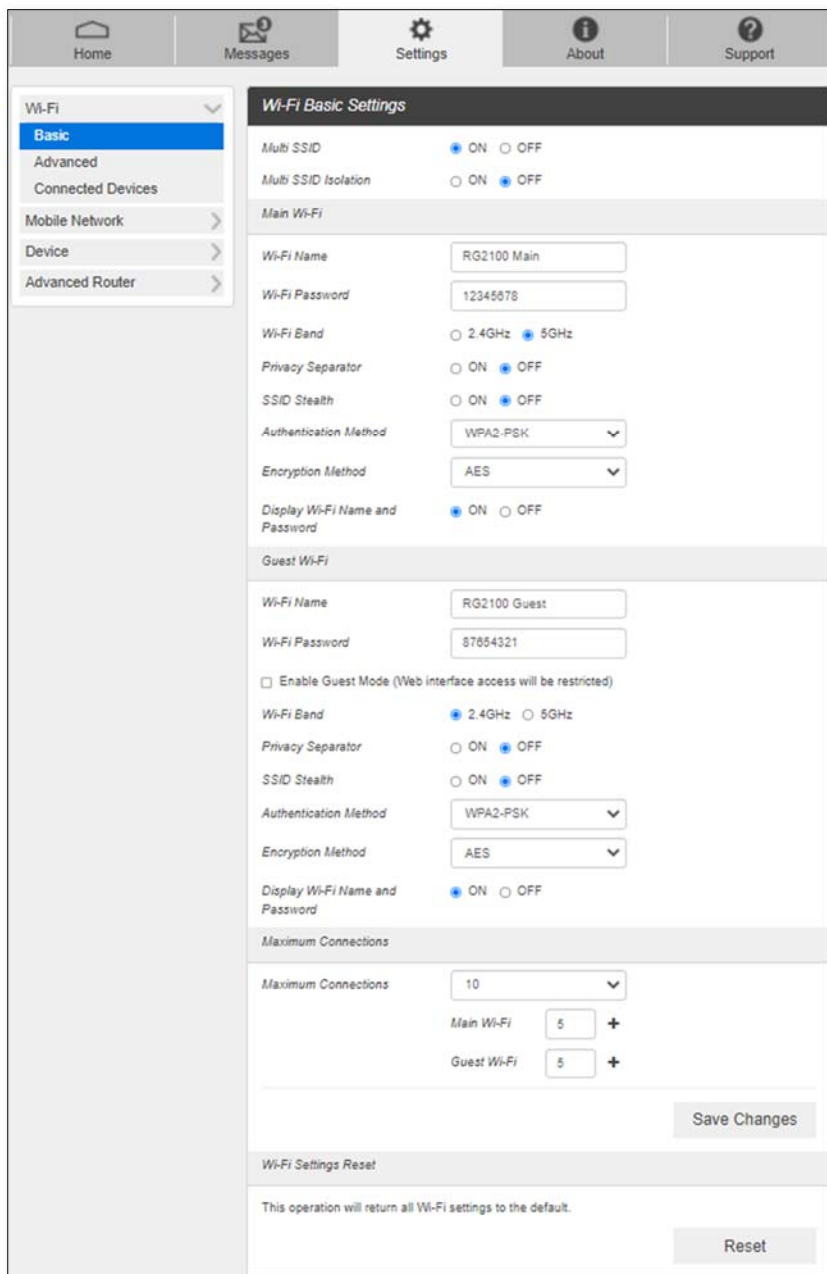 3
Home Messages Settings About Support
Wi-Fi
Basic
Advanced
Connected Devices
Mobile Network
Device
Advanced Router
Wi-Fi Basic Settings
Multi SSID ON OFF
Multi SSID Isolation ON OFF
Main Wi-Fi
Wi-Fi Name RG2100 Main
Wi-Fi Password 12345678
Wi-Fi Band 2.4GHz 5GHz
Privacy Separator ON OFF
SSID Stealth ON OFF
Authentication Method WPA2-PSK
Encryption Method AES
Display Wi-Fi Name and ON OFF
Password
Guest Wi-Fi
Wi-Fi Name RG2100 Guest
Wi-Fi Password 87654321
Enable Guest Mode (Web interface access will be restricted)
Wi-Fi Band 2.4GHz 5GHz
Privacy Separator ON OFF
SSID Stealth ON OFF
Authentication Method WPA2-PSK
Encryption Method AES
Display Wi-Fi Name and ON OFF
Password
Maximum Connections
Maximum Connections 10
Main Wi-Fi 5 +
Guest Wi-Fi 5 +
Save Changes
Wi-Fi Settings Reset
This operation will return all Wi-Fi settings to the default.
Reset